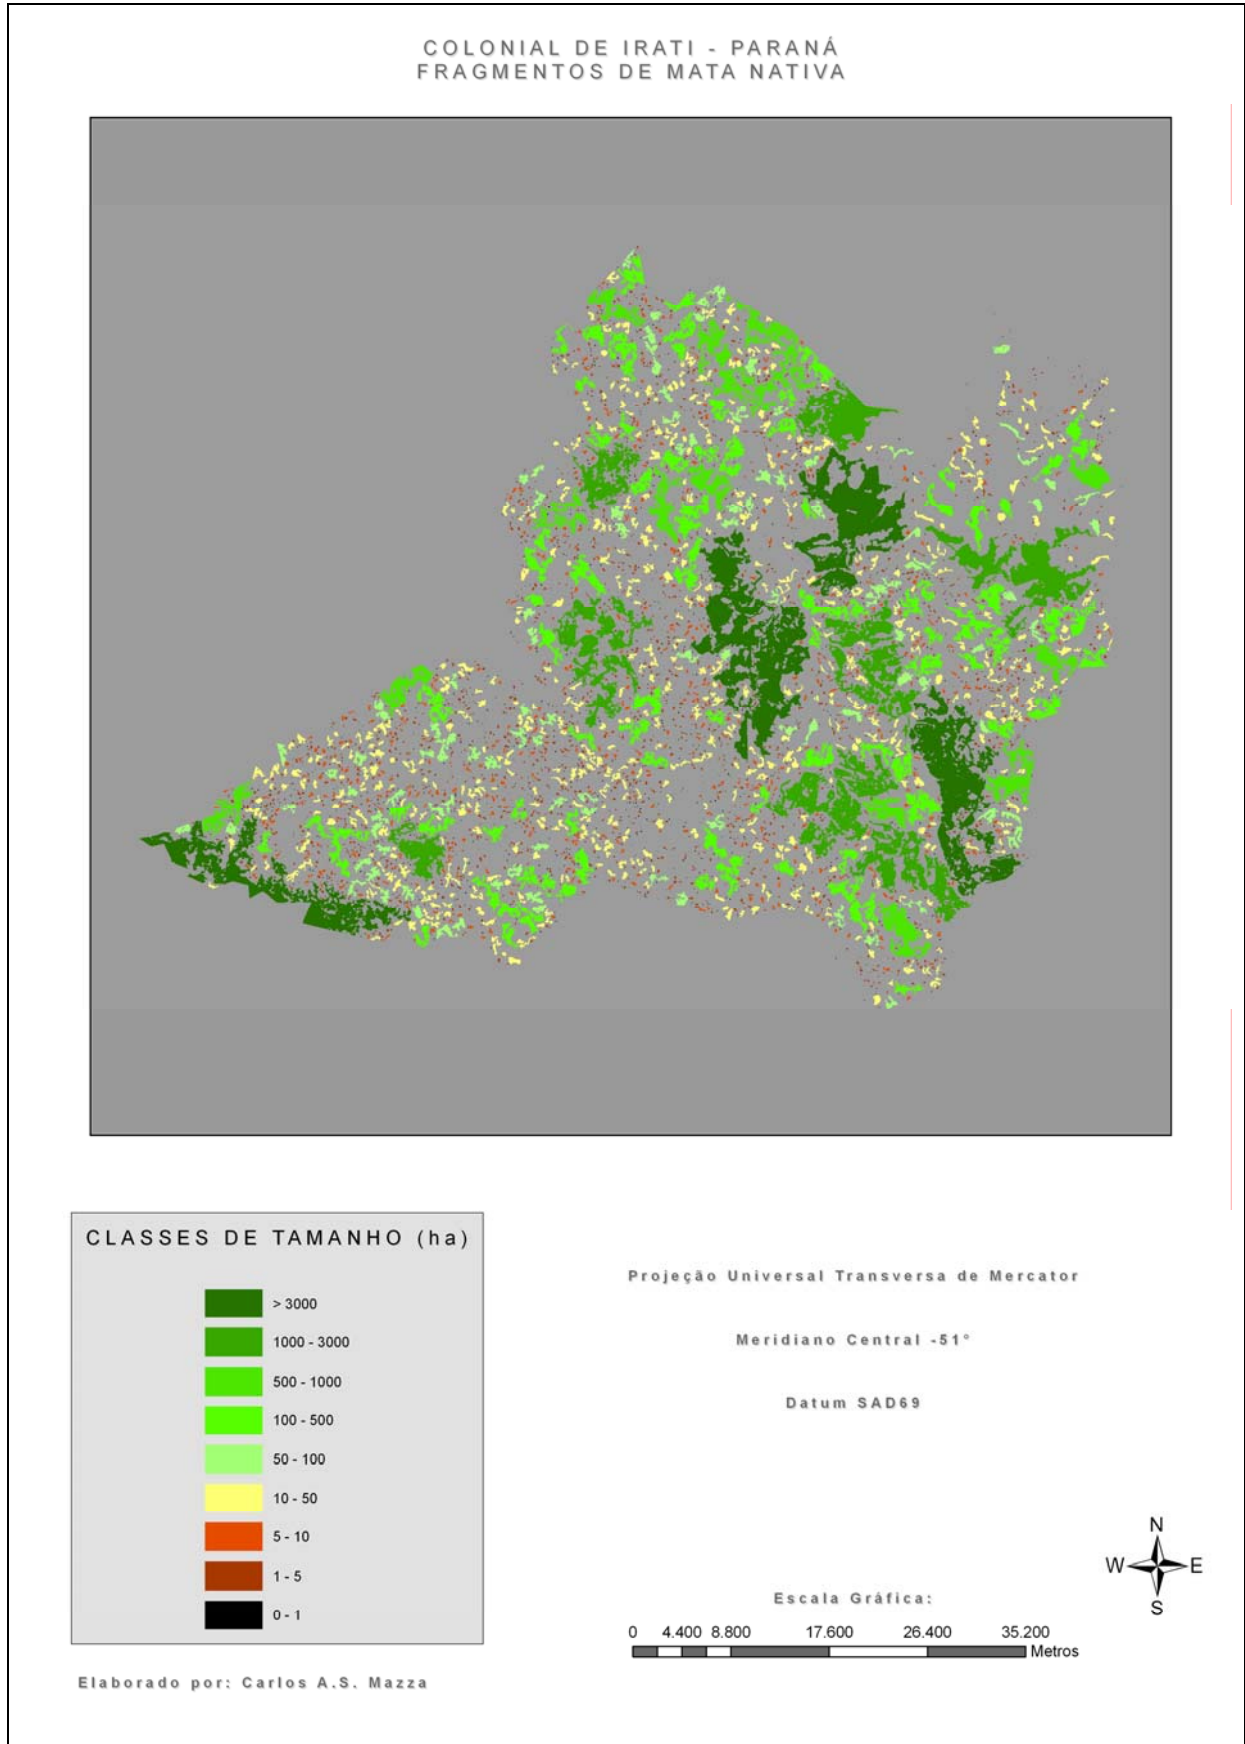 COLONIAL DE IRATI - PARANÁ
FRAGMENTOS DE MATA NATIVA
CLASSES DE TAMANHO (ha)
> 3000
1000 - 3000
500 - 1000
100 - 500
50 - 100
10 - 50
5 - 10
1 - 5
0 - 1
Elaborado por: Carlos A.S. Mazza
Projeção Universal Transversa de Mercator
Meridiano Central -51°
Datum SAD69
N
W E
S
Escala Gráfica:
0 4.400 8.800 17.600 26.400 35.200
Metros